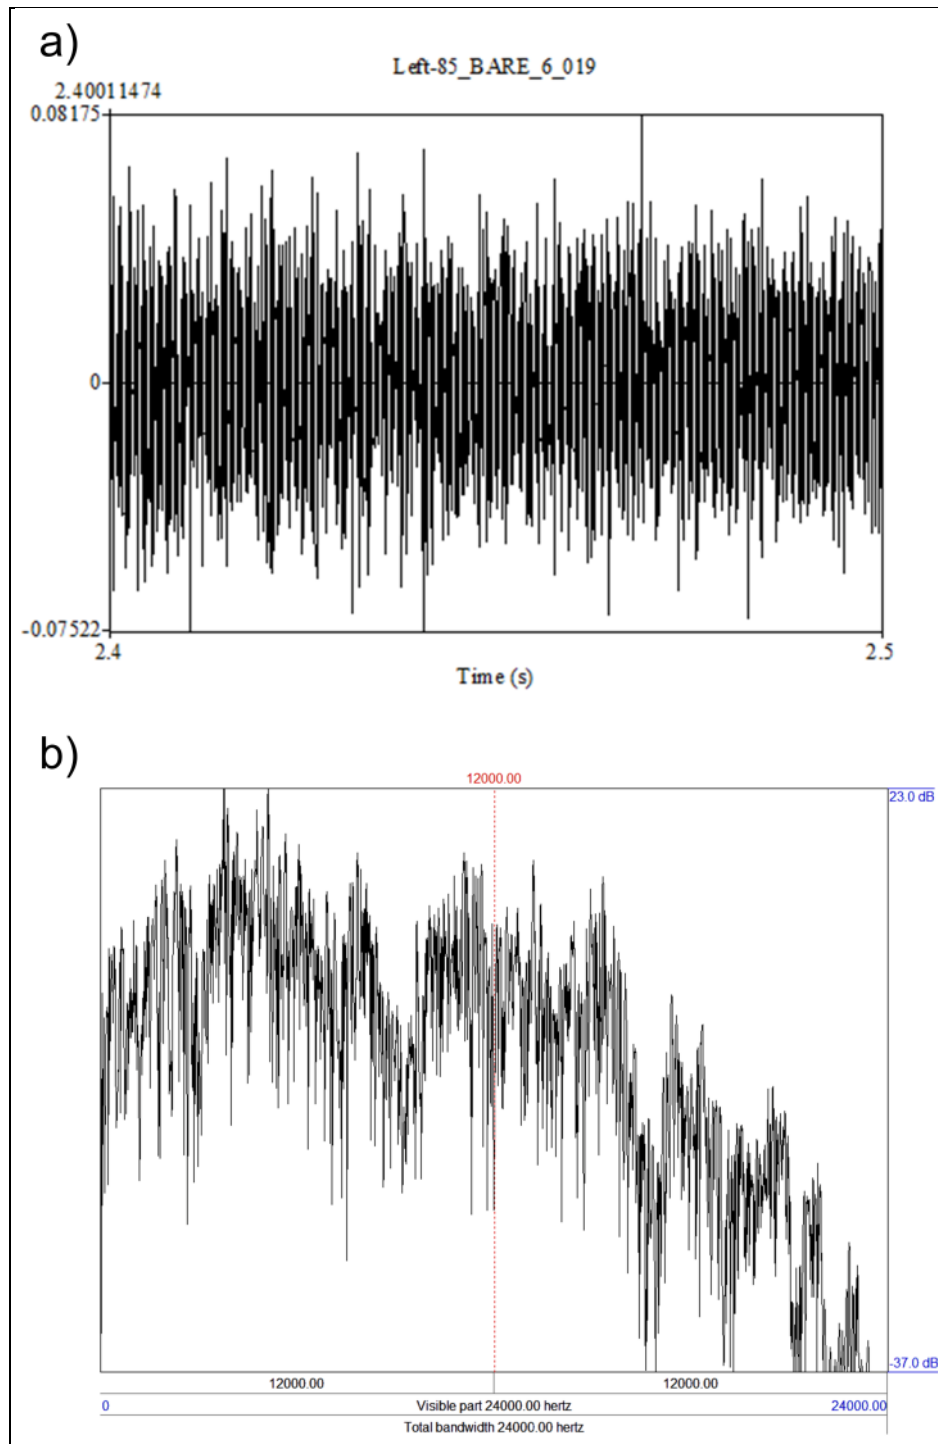 a)
Left-85_BARE_6_019
2.40011474
0.08175
0
-0.07522
2.4 2.5
Time (s)
b)
12000.00
23.0 dB
-37.0 dB
12000.00 12000.00
0 Visible part 24000.00 hertz 24000.00
Total bandwidth 24000.00 hertz